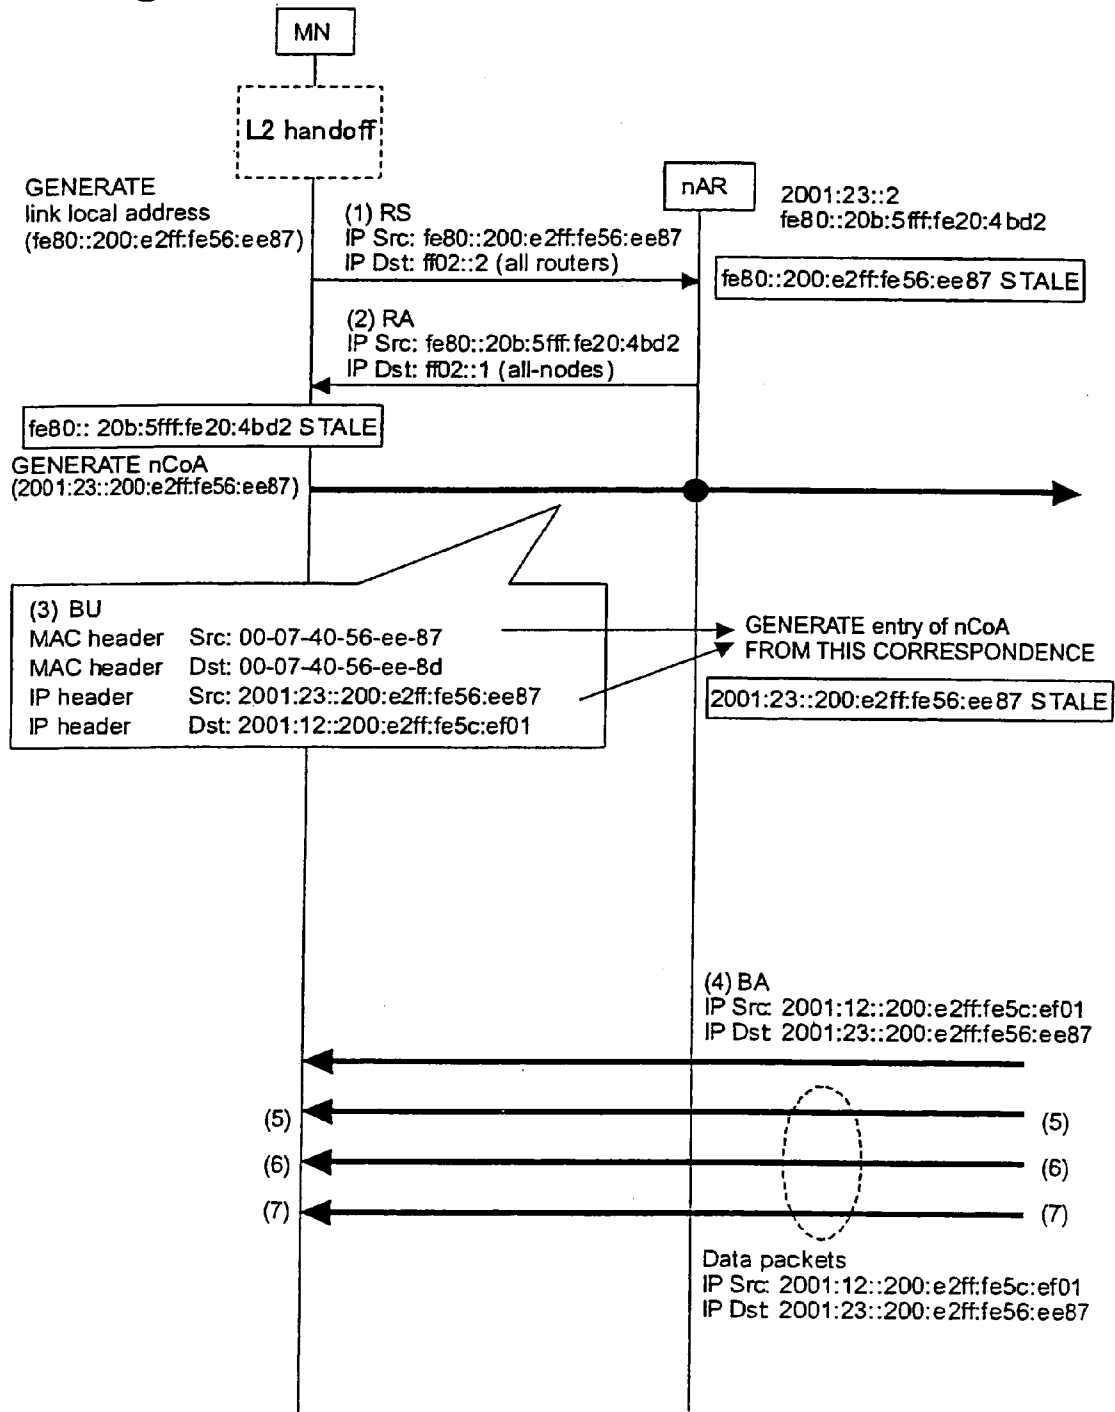 MN
L2 handoff
GENERATE
link local address
(fe80::200:e2ff:fe56:ee87)
nAR
2001:23::2
fe80::20b:5fff:fe20:4bd2
(1) RS
IP Src: fe80::200:e2ff:fe56:ee87
IP Dst: ff02::2 (all routers)
fe80::200:e2ff:fe56:ee87 STALE
(2) RA
IP Src: fe80::20b:5fff:fe20:4bd2
IP Dst: ff02::1 (all-nodes)
fe80:: 20b:5fff:fe20:4bd2 STALE
GENERATE nCoA
(2001:23::200:e2ff:fe56:ee87)
(3) BU
MAC header Src: 00-07-40-56-ee-87
MAC header Dst: 00-07-40-56-ee-8d
IP header Src: 2001:23::200:e2ff:fe56:ee87
IP header Dst: 2001:12::200:e2ff:fe5c:ef01
GENERATE entry of nCoA
FROM THIS CORRESPONDENCE
2001:23::200:e2ff:fe56:ee87 STALE
(4) BA
IP Src: 2001:12::200:e2ff:fe5c:ef01
IP Dst 2001:23::200:e2ff:fe56:ee87
(5) (5)
(6) (6)
(7) (7)
Data packets
IP Src: 2001:12::200:e2ff:fe5c:ef01
IP Dst 2001:23::200:e2ff:fe56:ee87